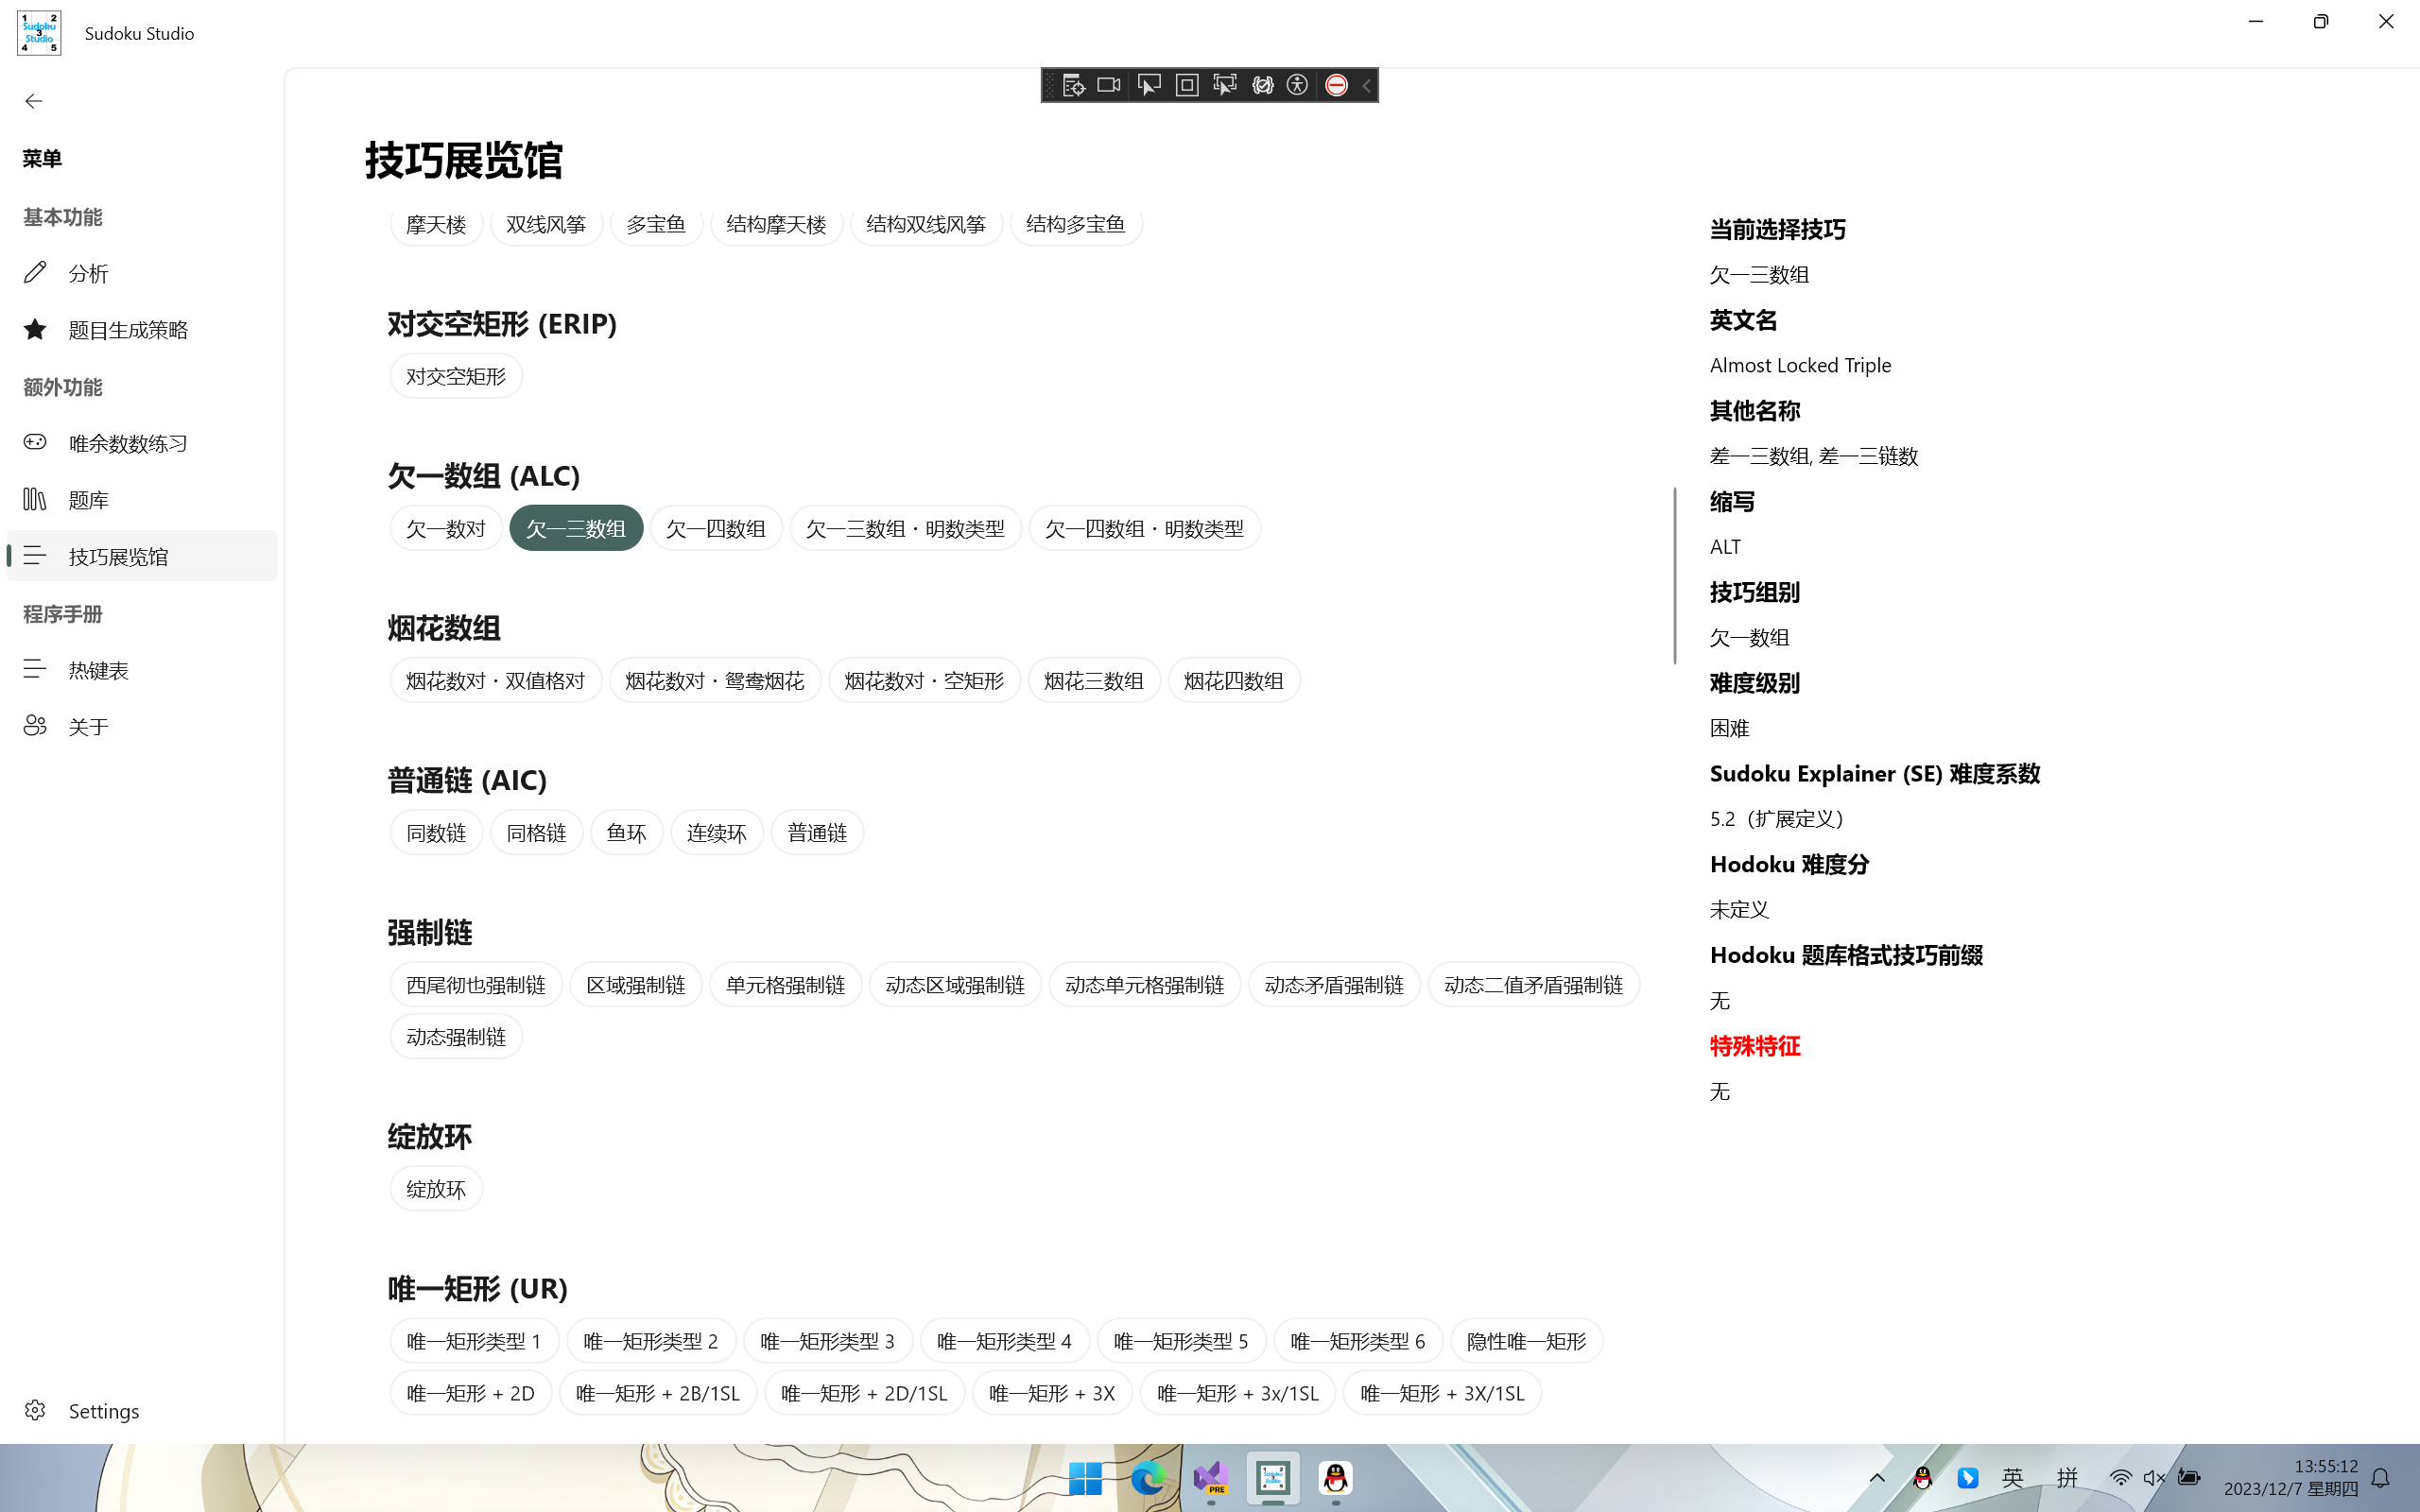 1 2
Sudoku
3
Studio
4 5
Sudoku Studio
菜单
基本功能
分析
题目生成策略
额外功能
唯余数数练习
题库
技巧展览馆
程序手册
热键表
关于
Settings
技巧展览馆
摩天楼 双线风筝 多宝鱼 结构摩天楼 结构双线风筝 结构多宝鱼
对交空矩形 (ERIP)
对交空矩形
欠一数组 (ALC)
欠一数对 欠一三数组 欠一四数组 欠一三数组・明数类型 欠一四数组・明数类型
烟花数组
烟花数对・双值格对 烟花数对・鸳鸯烟花 烟花数对・空矩形 烟花三数组 烟花四数组
普通链 (AIC)
同数链 同格链 鱼环 连续环 普通链
强制链
西尾彻也强制链 区域强制链 单元格强制链 动态区域强制链 动态单元格强制链 动态矛盾强制链 动态二值矛盾强制链
动态强制链
绽放环
绽放环
唯一矩形 (UR)
唯一矩形类型 1 唯一矩形类型 2 唯一矩形类型 3 唯一矩形类型 4 唯一矩形类型 5 唯一矩形类型 6 隐性唯一矩形
唯一矩形 + 2D 唯一矩形 + 2B/1SL 唯一矩形 + 2D/1SL 唯一矩形 + 3X 唯一矩形 + 3x/1SL 唯一矩形 + 3X/1SL
当前选择技巧
欠一三数组
英文名
Almost Locked Triple
其他名称
差一三数组, 差一三链数
缩写
ALT
技巧组别
欠一数组
难度级别
困难
Sudoku Explainer (SE) 难度系数
5.2（扩展定义）
Hodoku 难度分
未定义
Hodoku 题库格式技巧前缀
无
特殊特征
无
PRE
英 拼
13:55:12
2023/12/7 星期四